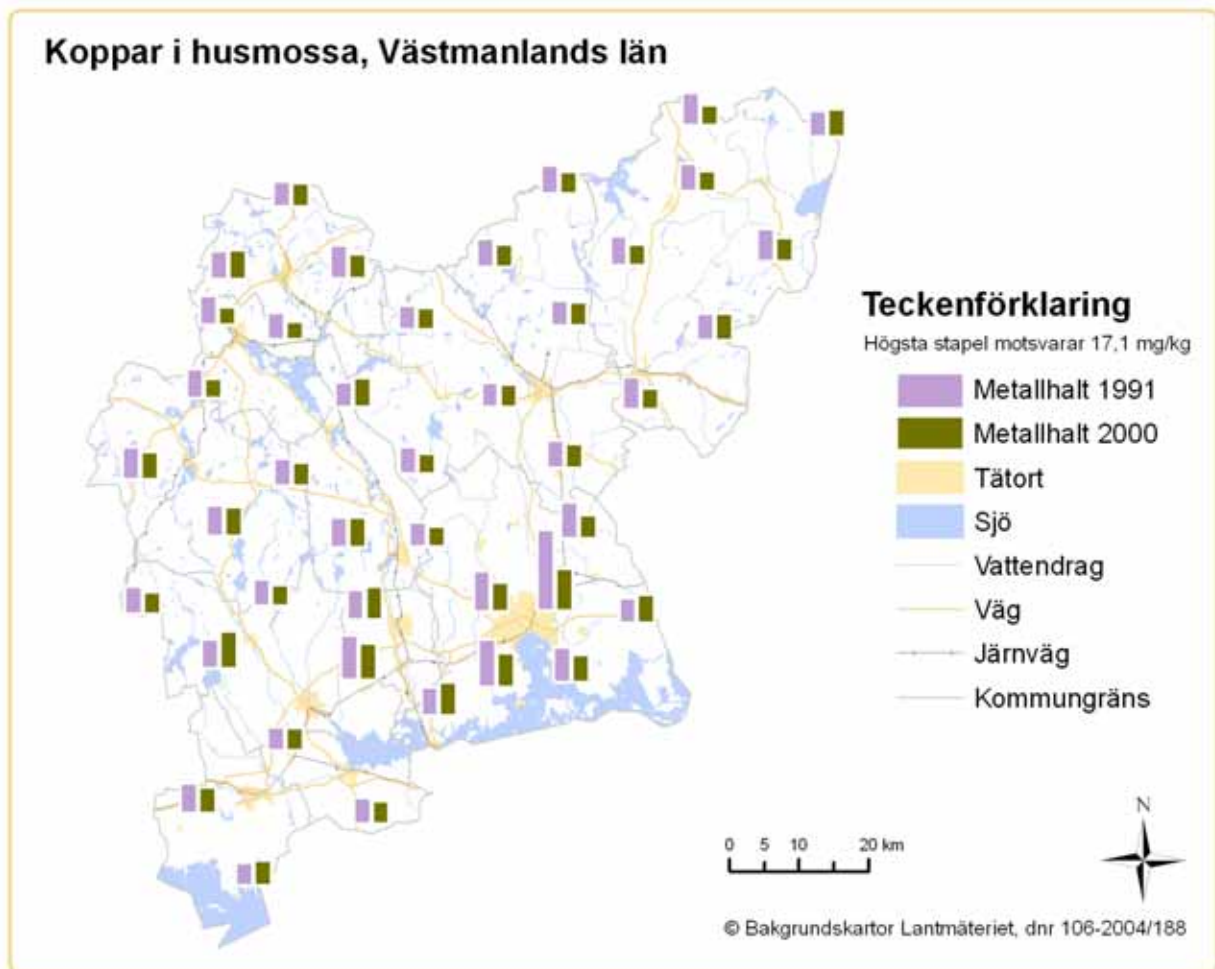 Koppar i husmossa, Västmanlands län
Teckenförklaring
Högsta stapel motsvarar 17,1 mg/kg
Metallhalt 1991
Metallhalt 2000
Tätort
Sjö
Vattendrag
Väg
Järnväg
Kommungräns
N
0 5 10 20 km
© Bakgrundskartor Lantmäteriet, dnr 106-2004/188